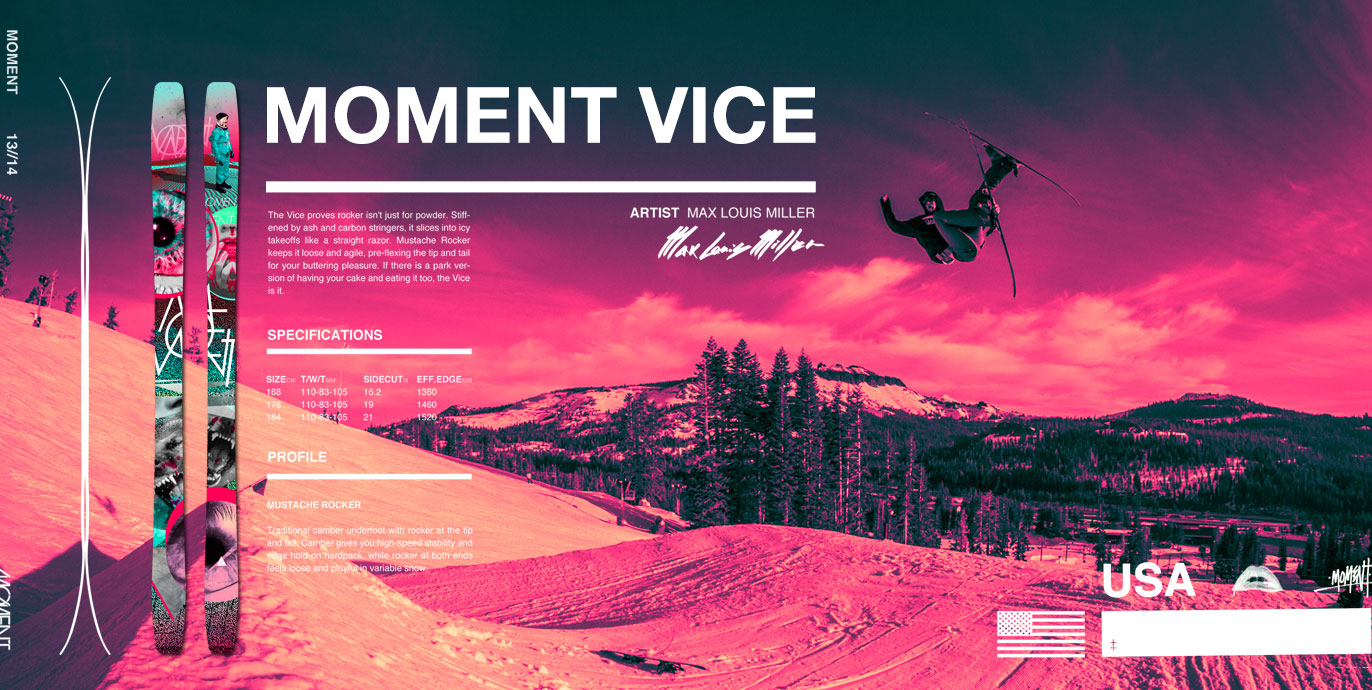 MOMENT
13//14
MOMENT
MOMENT VICE
The Vice proves rocker isn't just for powder. Stiff-
ened by ash and carbon stringers, it slices into icy
takeoffs like a straight razor. Mustache Rocker
keeps it loose and agile, pre-flexing the tip and tail
for your buttering pleasure. If there is a park ver-
sion of having your cake and eating it too, the Vice
is it.
ARTIST MAX LOUIS MILLER
Max Louis Miller
SPECIFICATIONS
SIZE CM T/W/T MM SIDECUT M EFF.EDGE MM
168 110-83-105 16.2 1360
178 110-83-105 19 1460
184 110-83-105 21 1520
PROFILE
MUSTACHE ROCKER
Traditional camber underfoot with rocker at the tip
and tail. Camber gives you high-speed stability and
edge hold on hardpack, while rocker at both ends
feels loose and playful in variable snow
USA
MOMENT
‡